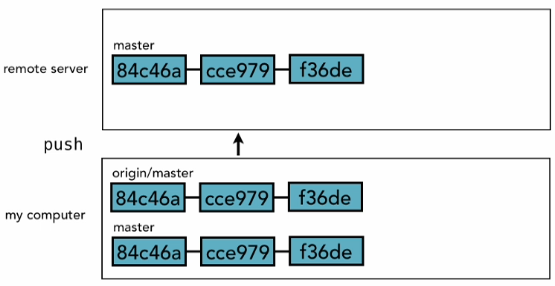 master
remote server
84c46a
cce979
f36de
push
origin/master
84c46a
cce979
f36de
my computer
master
84c46a
cce979
f36de